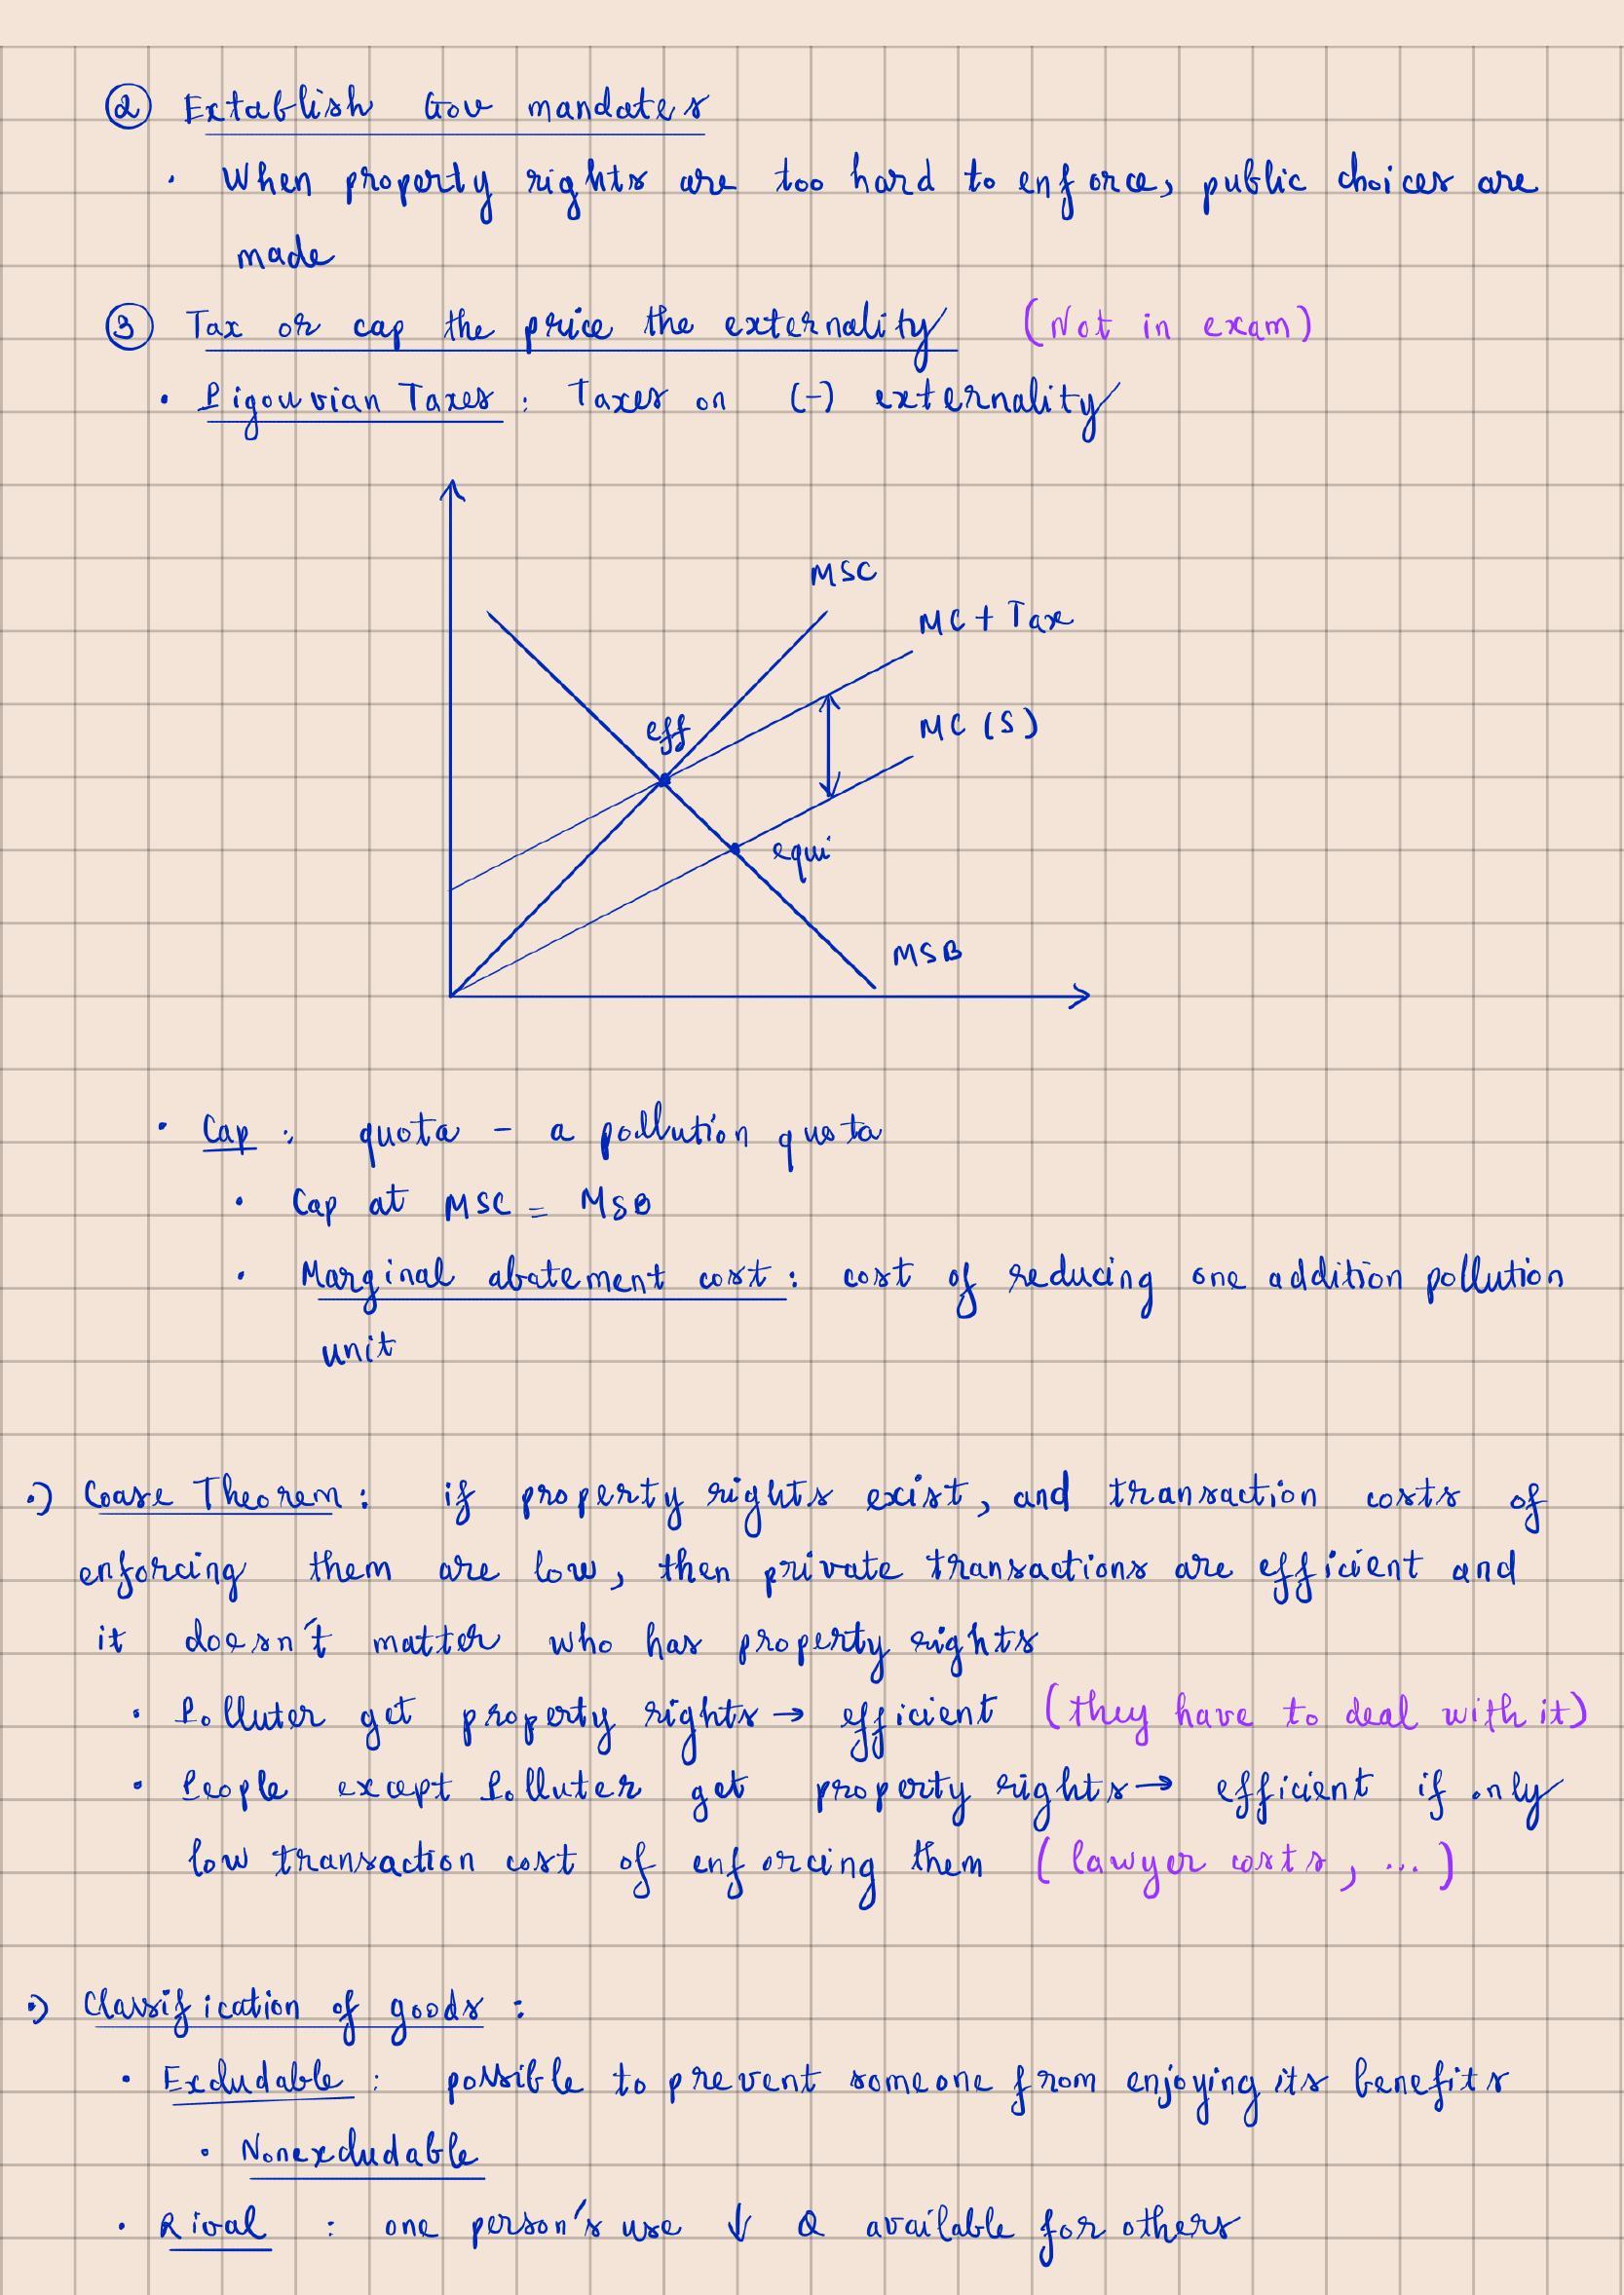 ② Extablish Gov mandates
· When property rights are too hard to enforce, public choices are
made
③ Tax or cap the price the externality (Not in exam)
· Pigouvian Taxes : Taxes on (-) externality
MSC
MC + Tax
eff
MC (S)
equi
MSB
· Cap : quota - a pollution quota
· Cap at MSC = MSB
· Marginal abatement cost : cost of reducing one addition pollution
unit
·) Coase Theorem : if property rights exist, and transaction costs of
enforcing them are low, then private transactions are efficient and
it doesn't matter who has property rights
· Polluter get property rights → efficient (they have to deal with it)
· People except Polluter get property rights → efficient if only
low transaction cost of enforcing them (lawyer costs, ...)
·) Classification of goods :
· Excludable : possible to prevent someone from enjoying its benefits
· Nonexcludable
· Rival : one person's use ↓ Q available for others